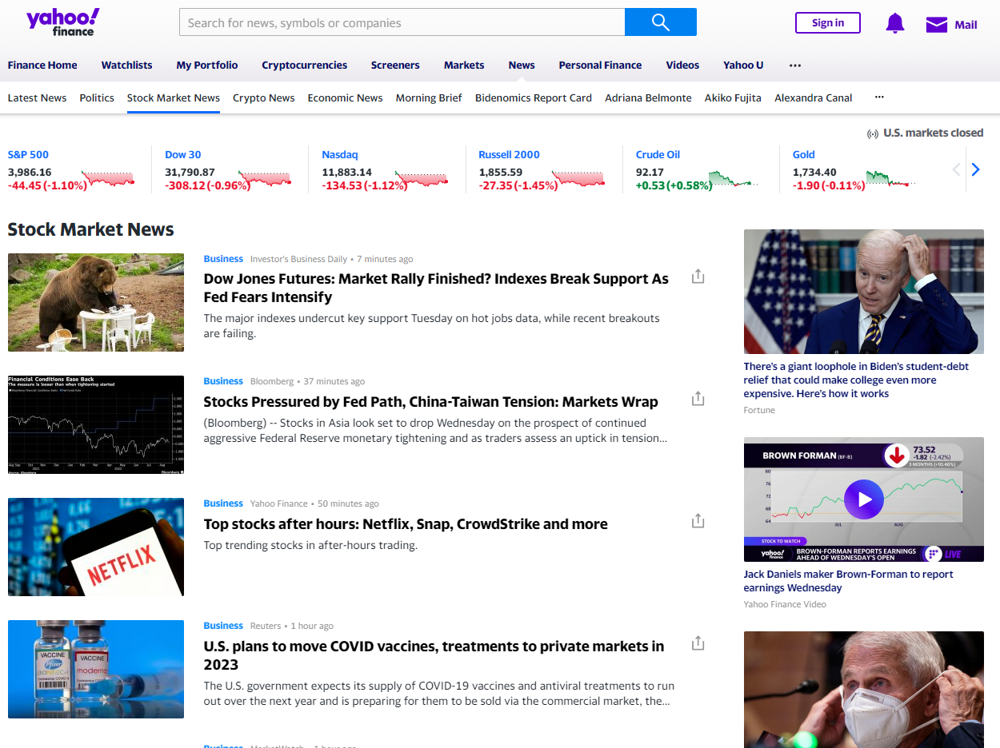 yahoo!
finance
Search for news, symbols or companies
Sign in
Mail
Finance Home Watchlists My Portfolio Cryptocurrencies Screeners Markets News Personal Finance Videos Yahoo U ...
Latest News Politics Stock Market News Crypto News Economic News Morning Brief Bidenomics Report Card Adriana Belmonte Akiko Fujita Alexandra Canal ...
U.S. markets closed
S&P 500
3,986.16
-44.45 (-1.10%)
Dow 30
31,790.87
-308.12 (-0.96%)
Nasdaq
11,883.14
-134.53 (-1.12%)
Russell 2000
1,855.59
-27.35 (-1.45%)
Crude Oil
92.17
+0.53 (+0.58%)
Gold
1,734.40
-1.90 (-0.11%)
Stock Market News
Business Investor's Business Daily • 7 minutes ago
Dow Jones Futures: Market Rally Finished? Indexes Break Support As
Fed Fears Intensify
The major indexes undercut key support Tuesday on hot jobs data, while recent breakouts
are failing.
Financial Conditions Ease Back
The measure is looser than when tightening started
Business Bloomberg • 37 minutes ago
Stocks Pressured by Fed Path, China-Taiwan Tension: Markets Wrap
(Bloomberg) -- Stocks in Asia look set to drop Wednesday on the prospect of continued
aggressive Federal Reserve monetary tightening and as traders assess an uptick in tension...
NETFLIX
Business Yahoo Finance • 50 minutes ago
Top stocks after hours: Netflix, Snap, CrowdStrike and more
Top trending stocks in after-hours trading.
VACCINE
Pfizer
BIONTECH
VACCINE
moderna
Business Reuters • 1 hour ago
U.S. plans to move COVID vaccines, treatments to private markets in
2023
The U.S. government expects its supply of COVID-19 vaccines and antiviral treatments to run
out over the next year and is preparing for them to be sold via the commercial market, the...
There's a giant loophole in Biden's student-debt
relief that could make college even more
expensive. Here's how it works
Fortune
BROWN FORMAN (BF-B)
73.52
-1.82 (-2.42%)
3 MONTHS (+10.46%)
80
76
72
68
64
JUL AUG
STOCK TO WATCH
yahoo!
finance
BROWN-FORMAN REPORTS EARNINGS
AHEAD OF WEDNESDAY'S OPEN
LIVE
Jack Daniels maker Brown-Forman to report
earnings Wednesday
Yahoo Finance Video